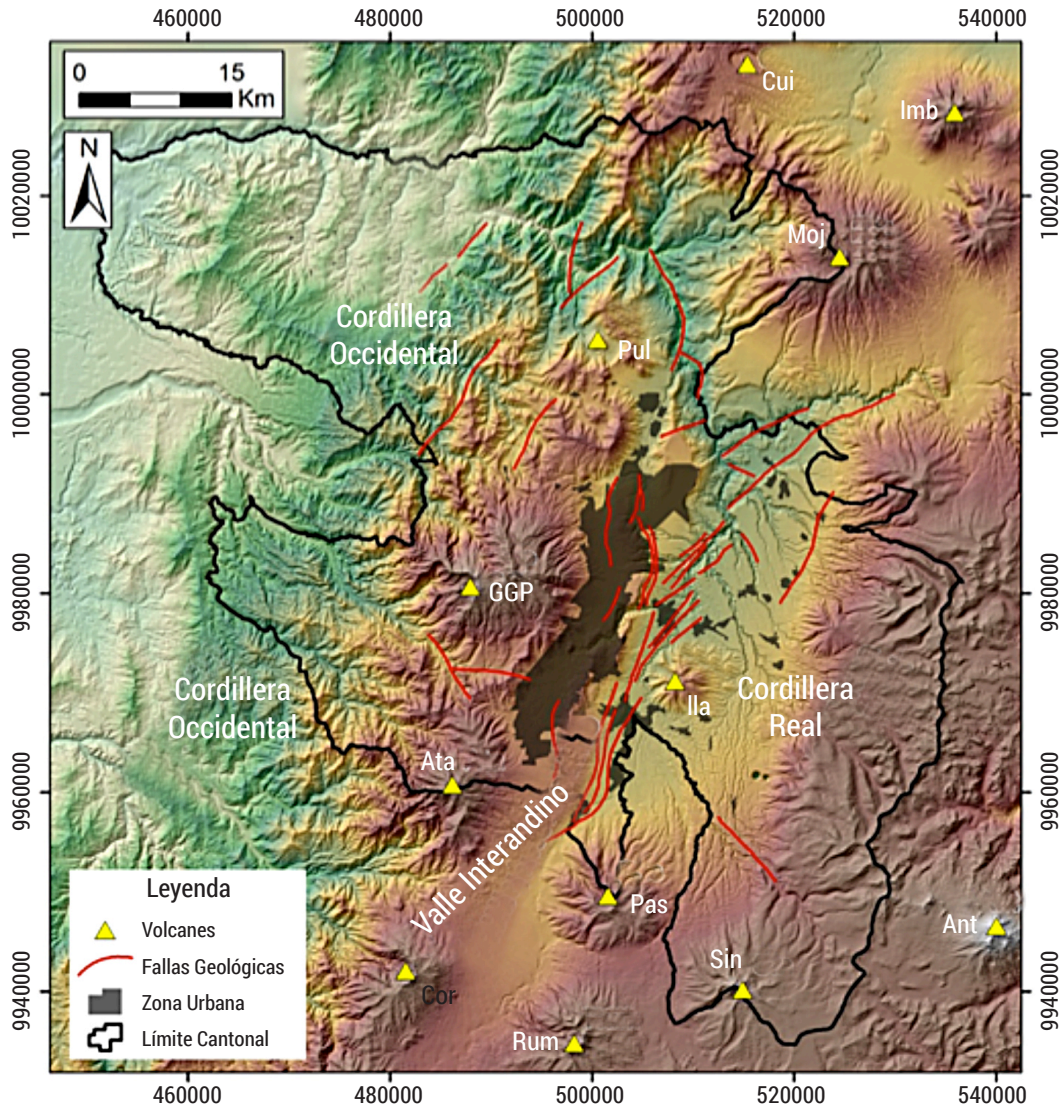 460000
480000
500000
520000
540000
0
15
Km
N
Cui
Imb
10020000
10020000
Moj
Cordillera
Occidental
Pul
10000000
10000000
GGP
9980000
9980000
Cordillera
Occidental
Ila
Cordillera
Real
Ata
9960000
9960000
Valle Interandino
Leyenda
Volcanes
Fallas Geológicas
Zona Urbana
Límite Cantonal
Pas
Ant
Sin
Cor
9940000
9940000
Rum
460000
480000
500000
520000
540000